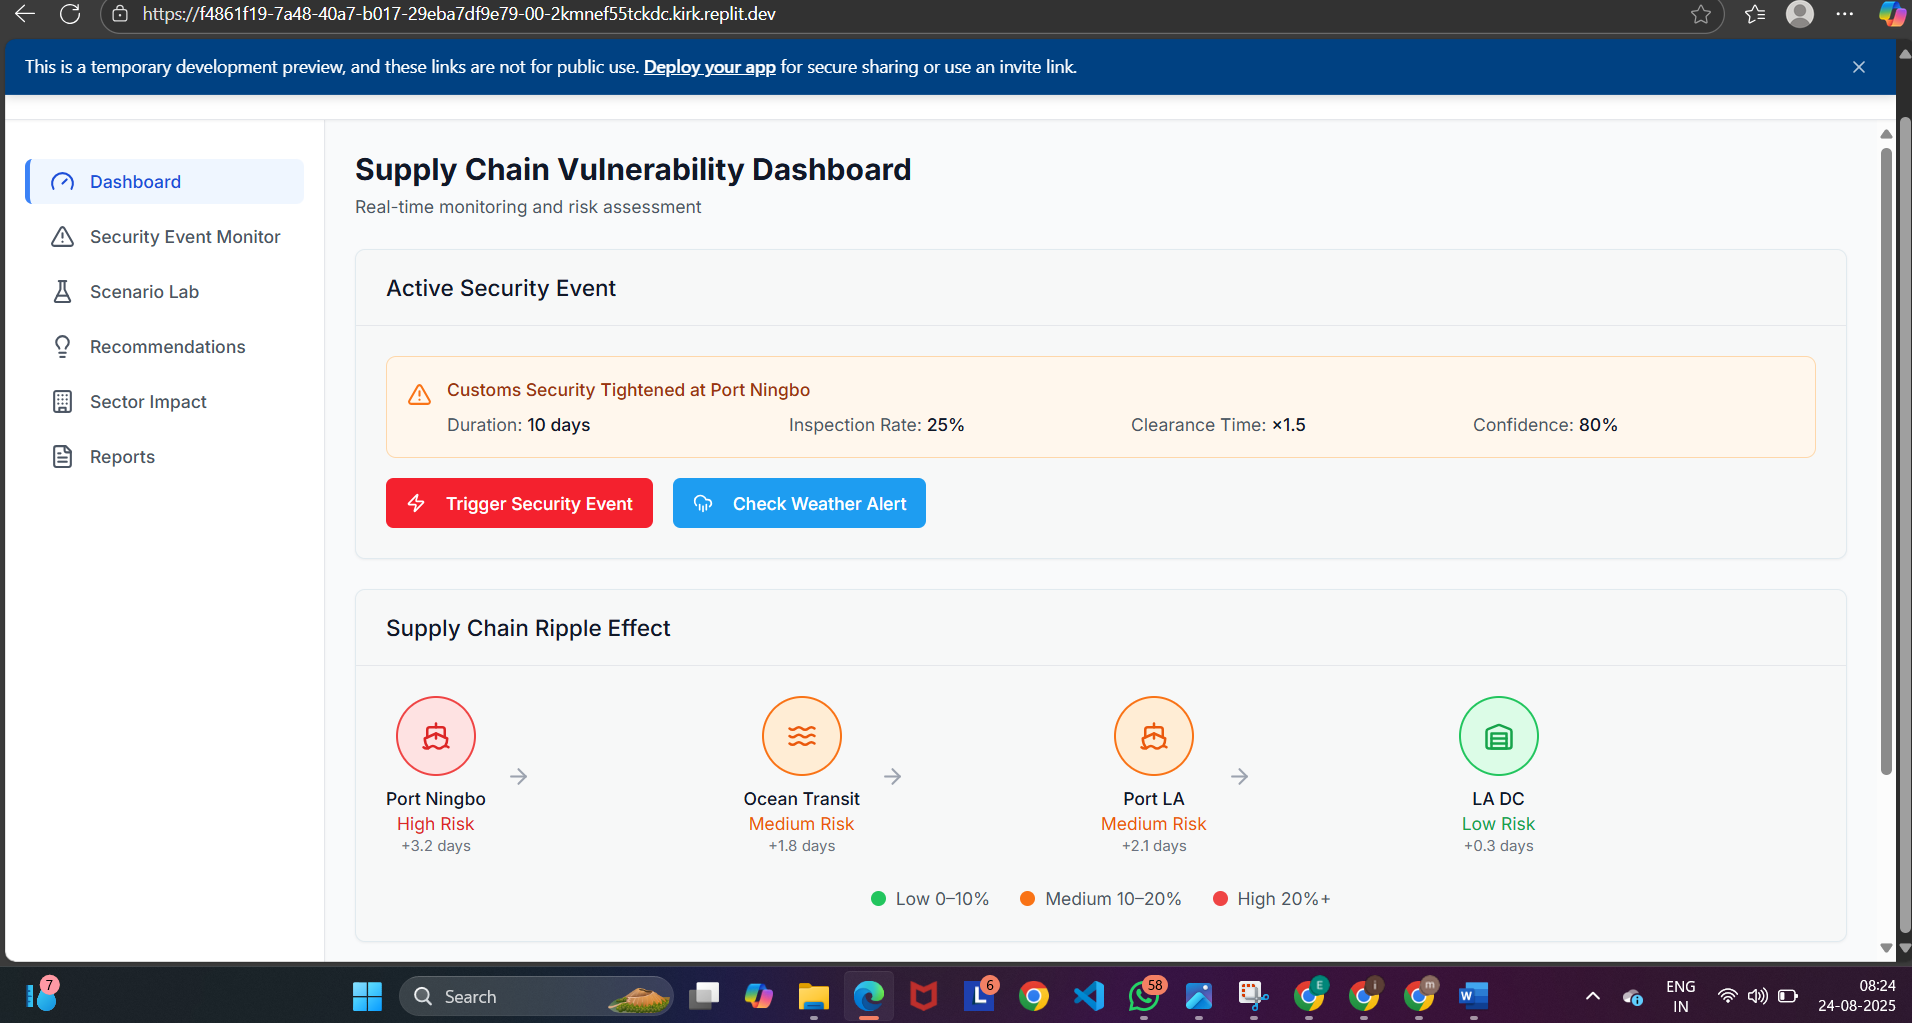 https://f4861f19-7a48-40a7-b017-29eba7df9e79-00-2kmnef55tckdc.kirk.replit.dev
This is a temporary development preview, and these links are not for public use. Deploy your app for secure sharing or use an invite link.
Dashboard
Security Event Monitor
Scenario Lab
Recommendations
Sector Impact
Reports
Supply Chain Vulnerability Dashboard
Real-time monitoring and risk assessment
Active Security Event
Customs Security Tightened at Port Ningbo
Duration: 10 days Inspection Rate: 25% Clearance Time: ×1.5 Confidence: 80%
Trigger Security Event Check Weather Alert
Supply Chain Ripple Effect
Port Ningbo Ocean Transit Port LA LA DC
High Risk Medium Risk Medium Risk Low Risk
+3.2 days +1.8 days +2.1 days +0.3 days
Low 0–10% Medium 10–20% High 20%+
7
Search
L 6
58
E
i
m
W
ENG
IN
08:24
24-08-2025